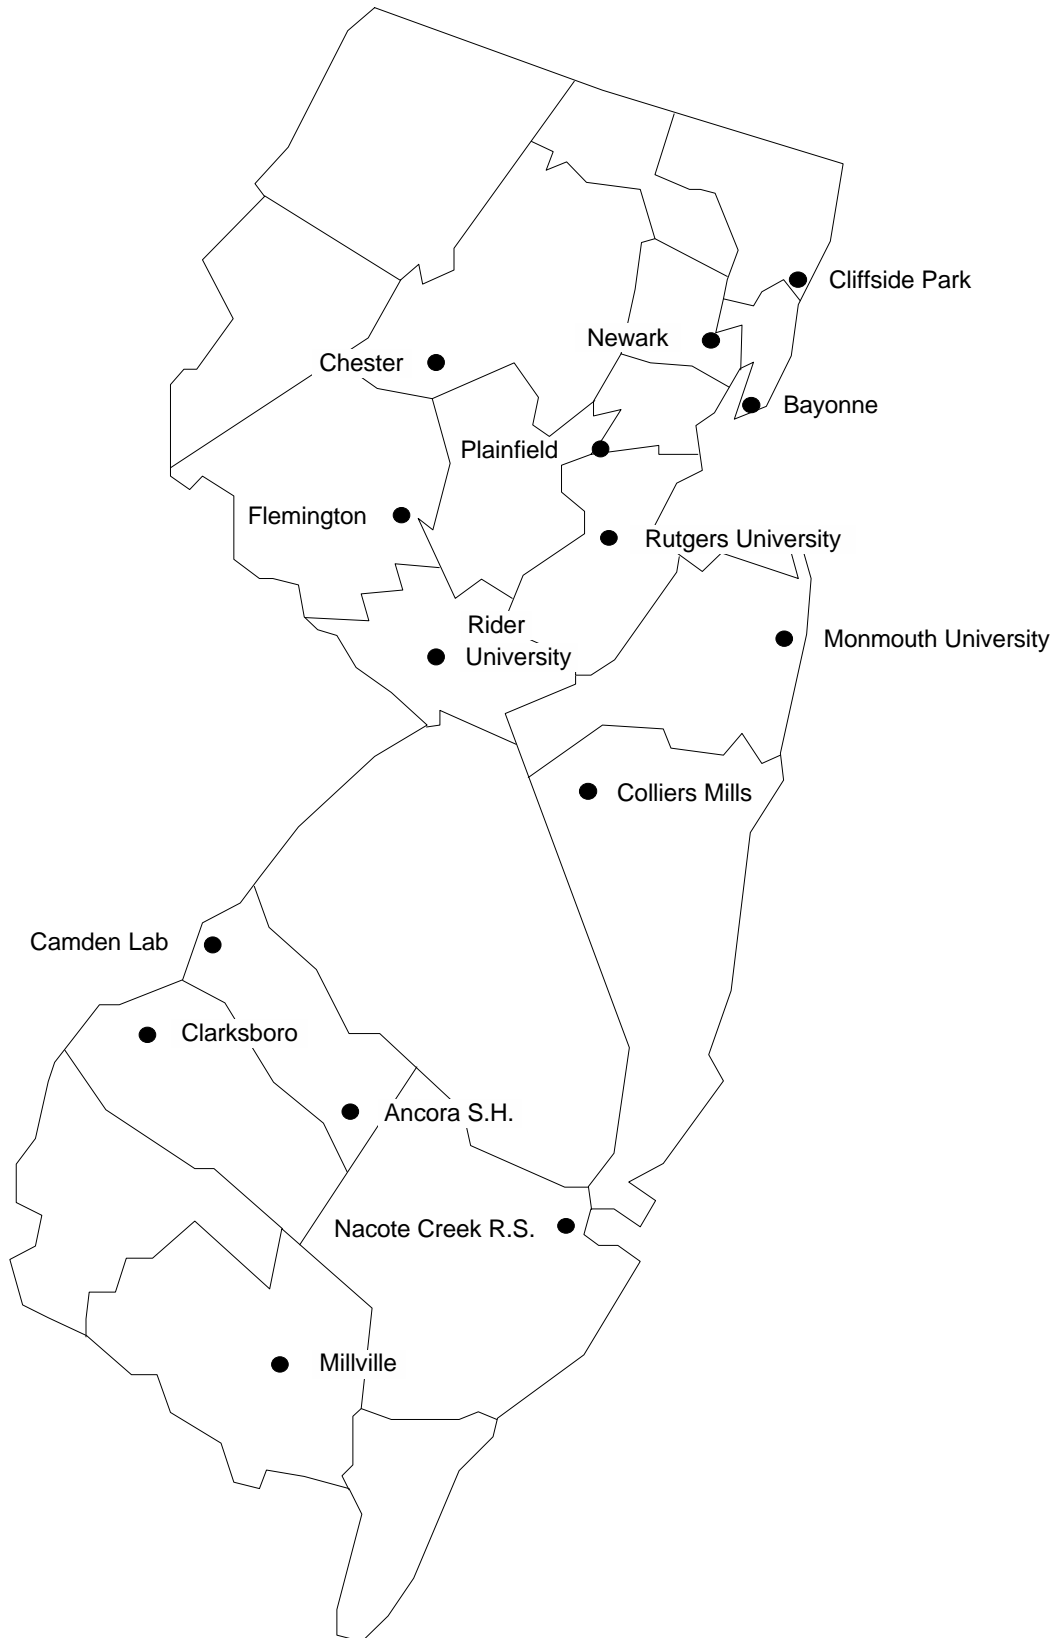 Cliffside Park
Newark
Chester
Bayonne
Plainfield
Flemington
Rutgers University
Rider
University
Monmouth University
Colliers Mills
Camden Lab
Clarksboro
Ancora S.H.
Nacote Creek R.S.
Millville